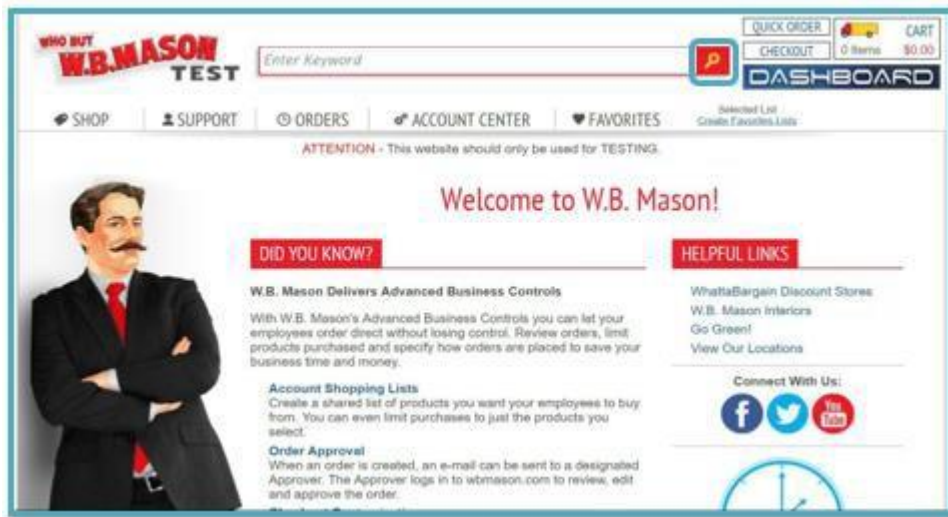 WHO BUT
W.B.MASON
TEST
Enter Keyword
QUICK ORDER
CHECKOUT
CART
0 Items $0.00
DASHBOARD
SHOP SUPPORT ORDERS ACCOUNT CENTER FAVORITES
Selected List
Create Favorites Lists
ATTENTION - This website should only be used for TESTING.
Welcome to W.B. Mason!
DID YOU KNOW?
W.B. Mason Delivers Advanced Business Controls
With W.B. Mason's Advanced Business Controls you can let your
employees order direct without losing control. Review orders, limit
products purchased and specify how orders are placed to save your
business time and money.
Account Shopping Lists
Create a shared list of products you want your employees to buy
from. You can even limit purchases to just the products you
select.
Order Approval
When an order is created, an e-mail can be sent to a designated
Approver. The Approver logs in to wbmason.com to review, edit
and approve the order.
HELPFUL LINKS
WhattaBargain Discount Stores
W.B. Mason Interiors
Go Green!
View Our Locations
Connect With Us:
f
You
Tube